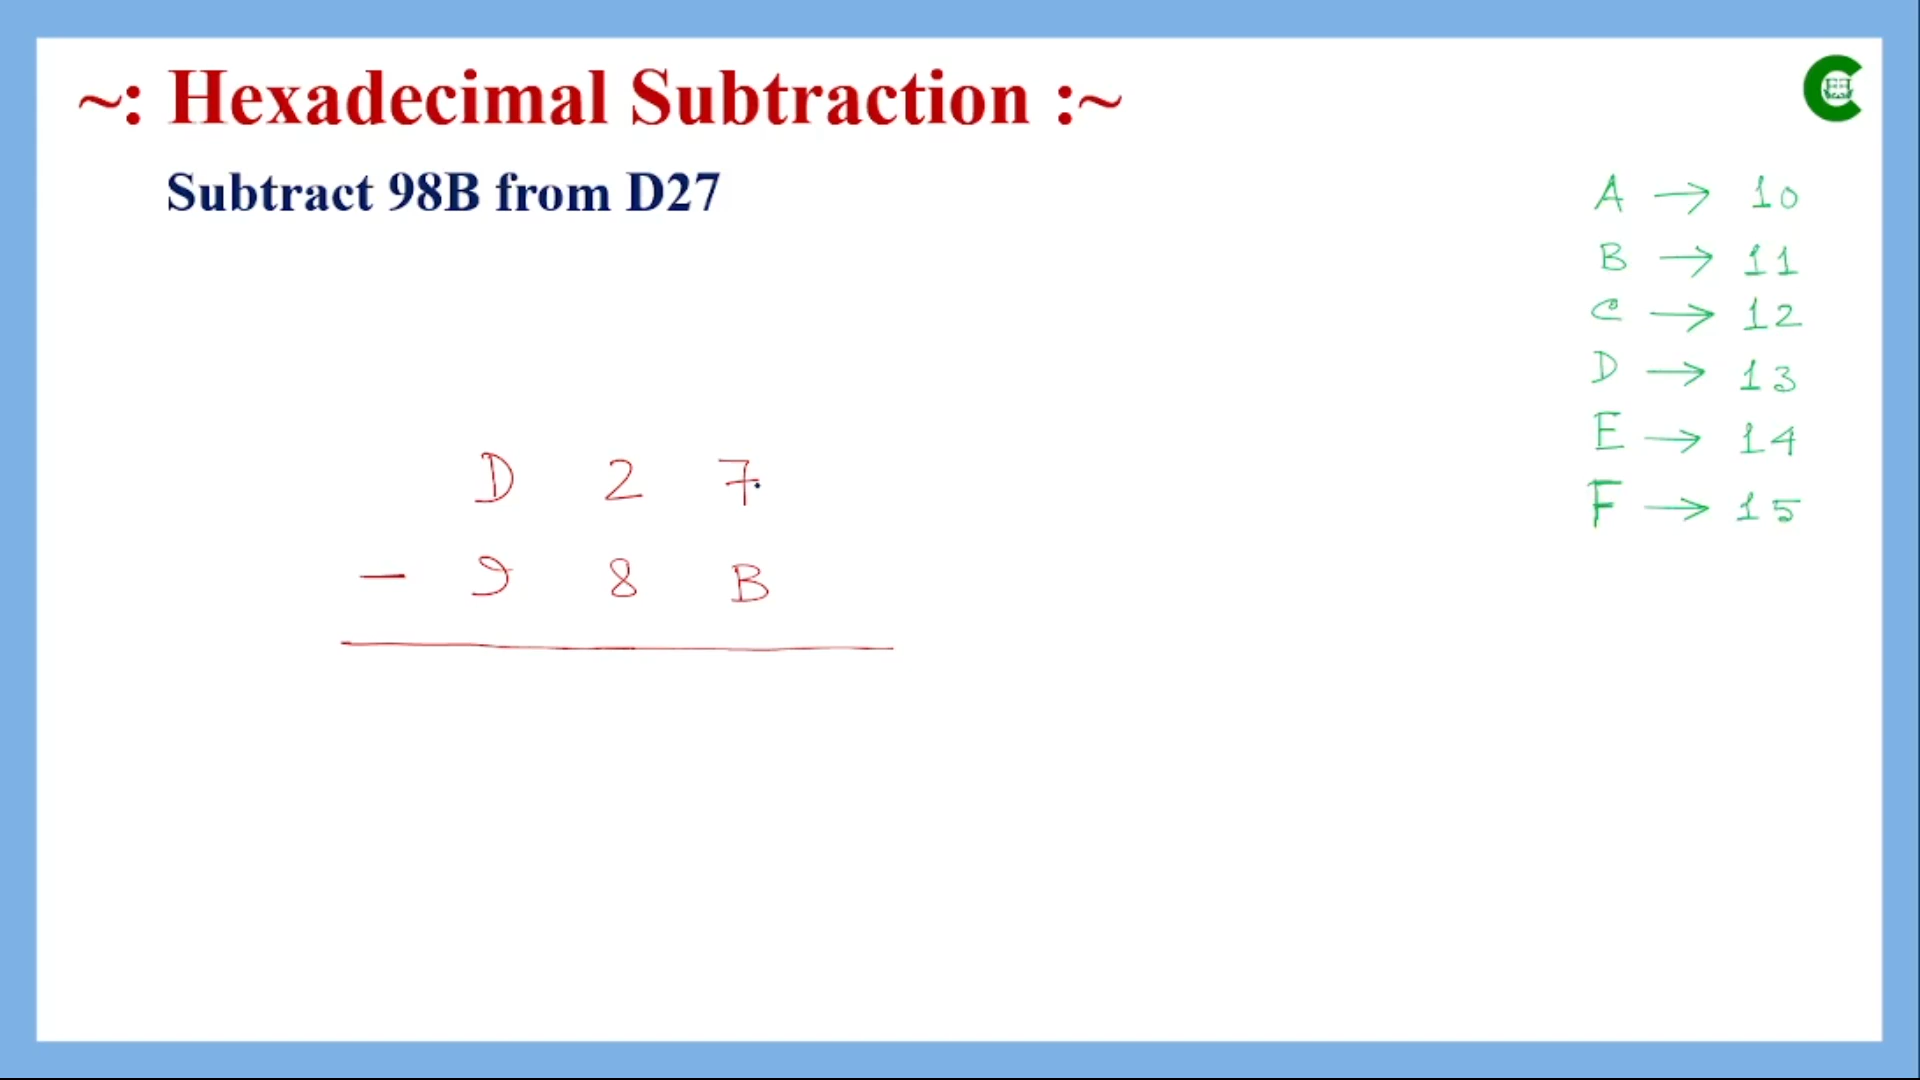 ~: Hexadecimal Subtraction :~
Subtract 98B from D27
A → 10
B → 11
C → 12
D → 13
E → 14
F → 15
D 2 7
- 9 8 B